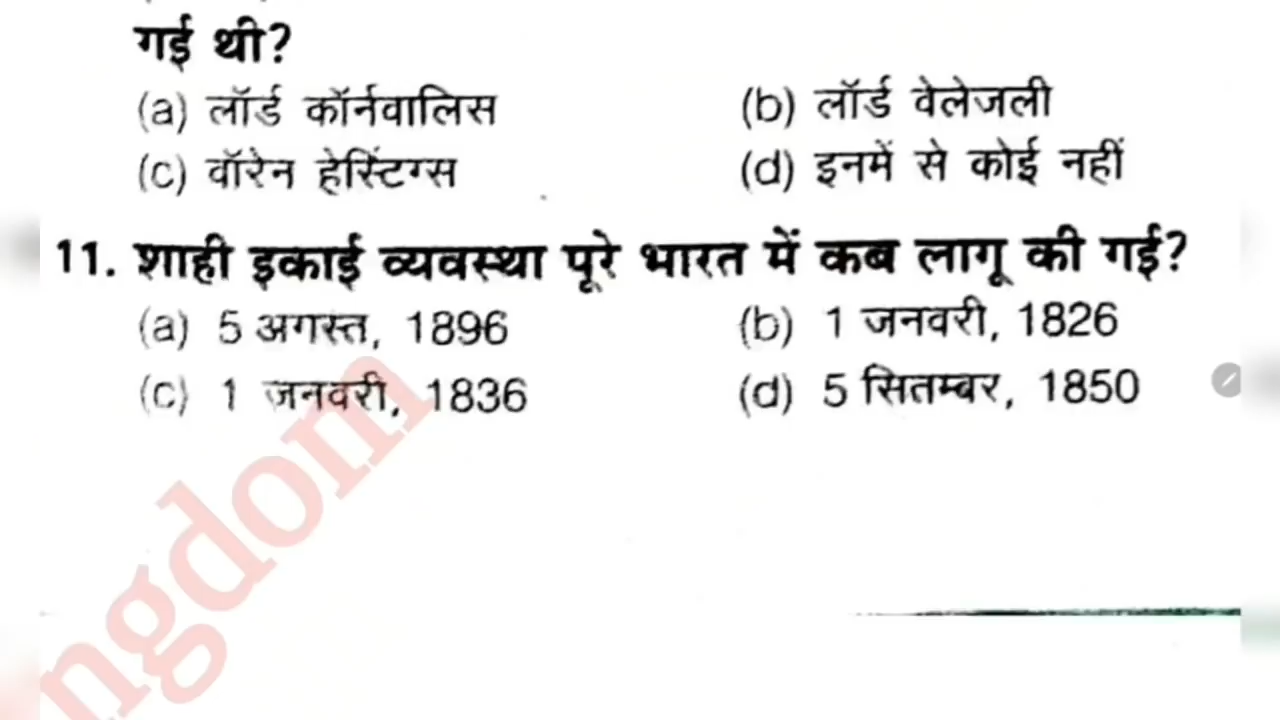 गई थी?
(a) लॉर्ड कॉर्नवालिस (b) लॉर्ड वेलेजली
(c) वॉरेन हेस्टिंग्स (d) इनमें से कोई नहीं
11. शाही इकाई व्यवस्था पूरे भारत में कब लागू की गई?
(a) 5 अगस्त, 1896 (b) 1 जनवरी, 1826
(c) 1 जनवरी, 1836 (d) 5 सितम्बर, 1850
ngdom